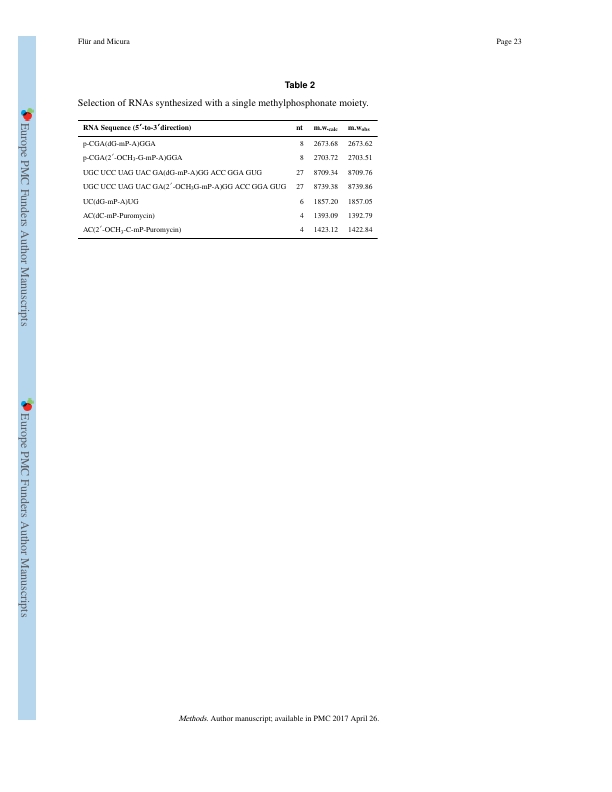 Flür and Micura Page 23
Table 2
Selection of RNAs synthesized with a single methylphosphonate moiety.
RNA Sequence (5′-to-3′direction) nt m.w.calc m.w.obs
p-CGA(dG-mP-A)GGA 8 2673.68 2673.62
p-CGA(2′-OCH3-G-mP-A)GGA 8 2703.72 2703.51
UGC UCC UAG UAC GA(dG-mP-A)GG ACC GGA GUG 27 8709.34 8709.76
UGC UCC UAG UAC GA(2′-OCH3G-mP-A)GG ACC GGA GUG 27 8739.38 8739.86
UC(dG-mP-A)UG 6 1857.20 1857.05
AC(dC-mP-Puromycin) 4 1393.09 1392.79
AC(2′-OCH3-C-mP-Puromycin) 4 1423.12 1422.84
Europe PMC Funders Author Manuscripts
Europe PMC Funders Author Manuscripts
Methods. Author manuscript; available in PMC 2017 April 26.